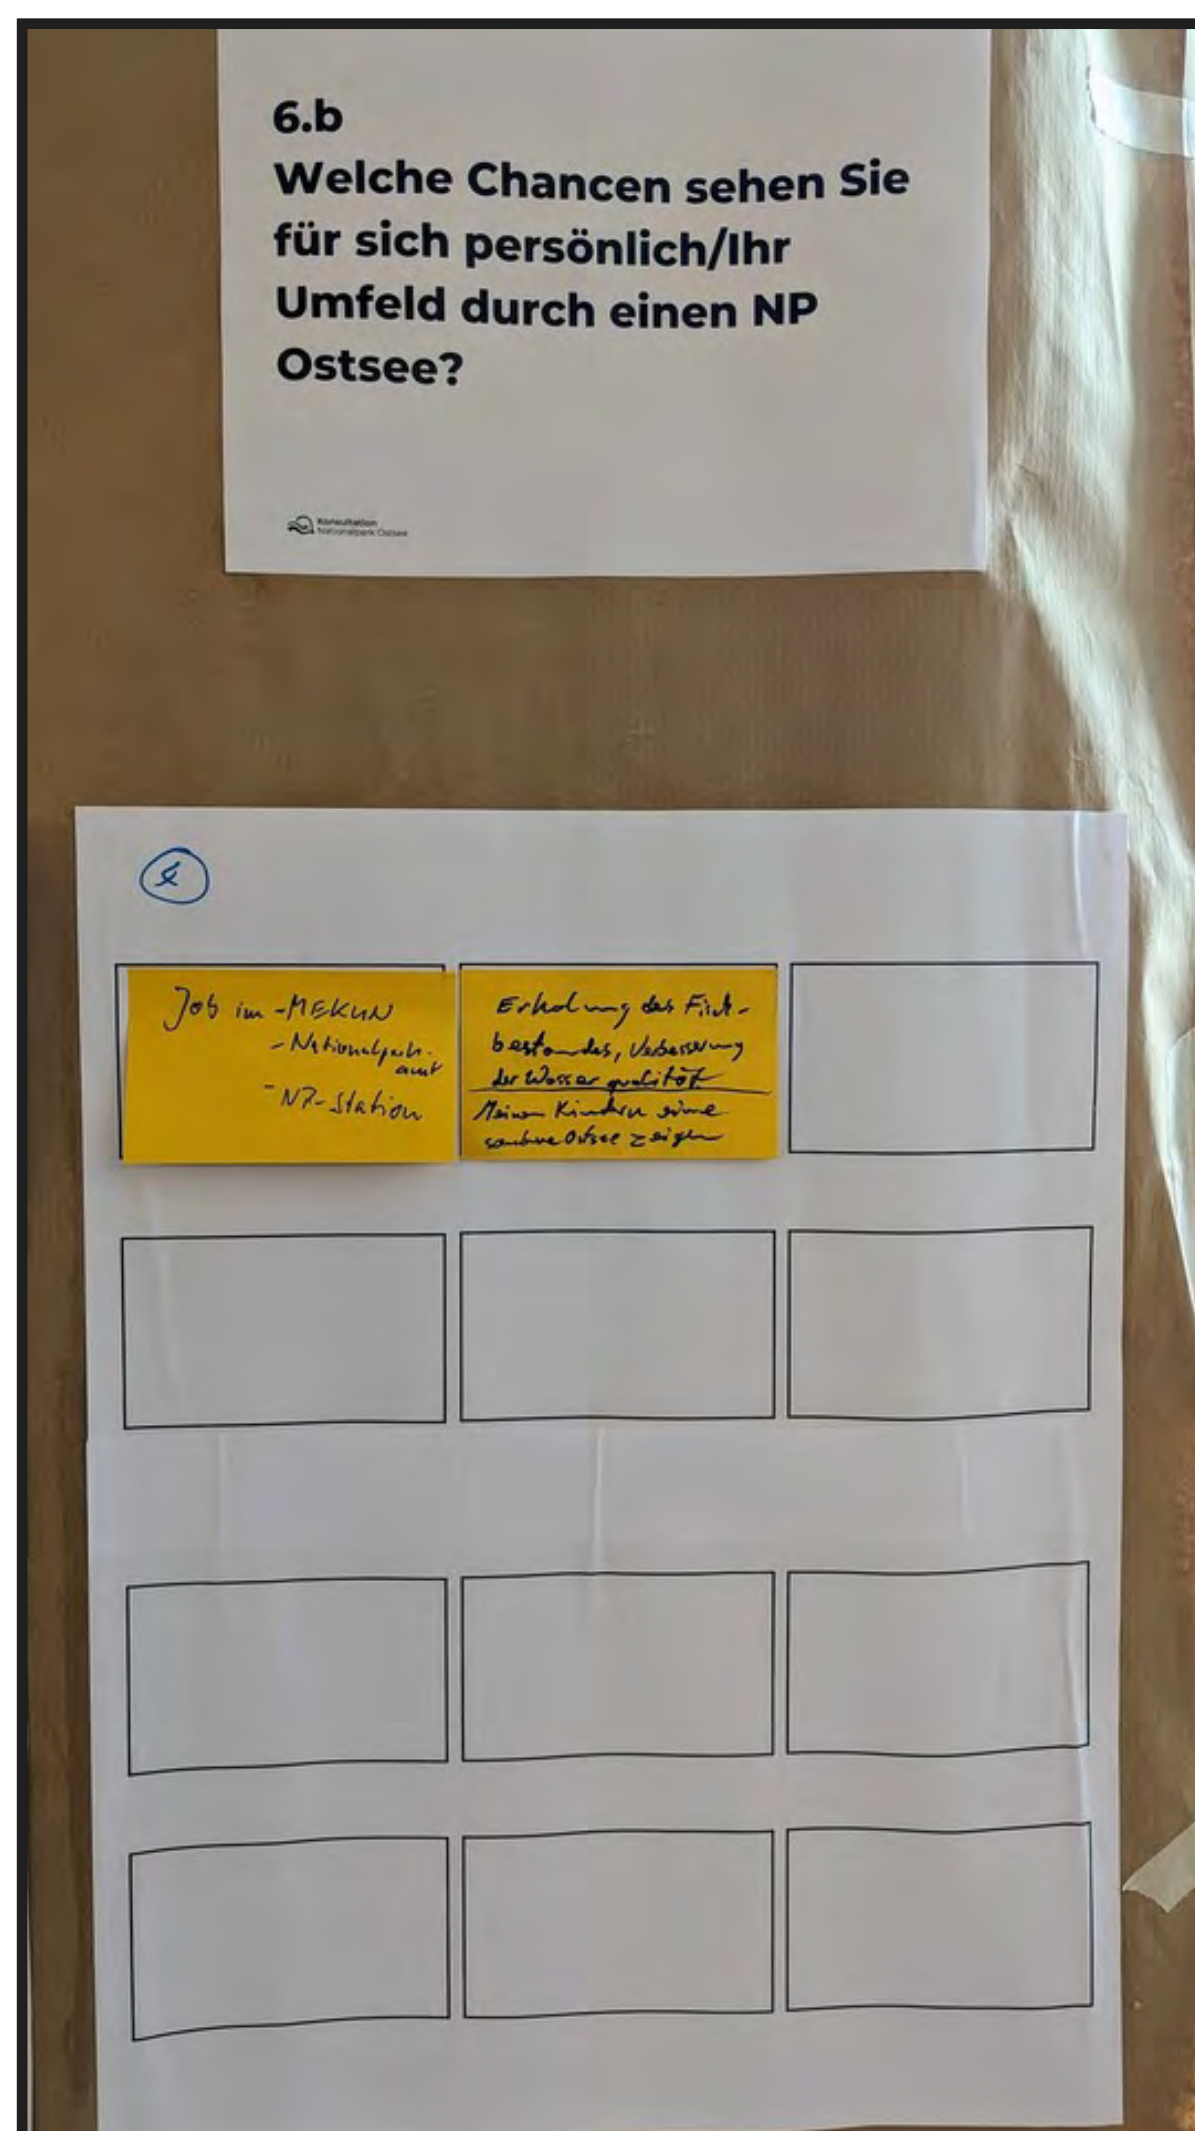 6.b
Welche Chancen sehen Sie
für sich persönlich/Ihr
Umfeld durch einen NP
Ostsee?
Konsultation
Nationalpark Ostsee
Job im - MEKUN
- Nationalpark-
amt
- NP-Station
Erholung des Fisch-
bestandes, Verbesserung
der Wasserqualität
Meinen Kindern eine
saubere Ostsee zeigen